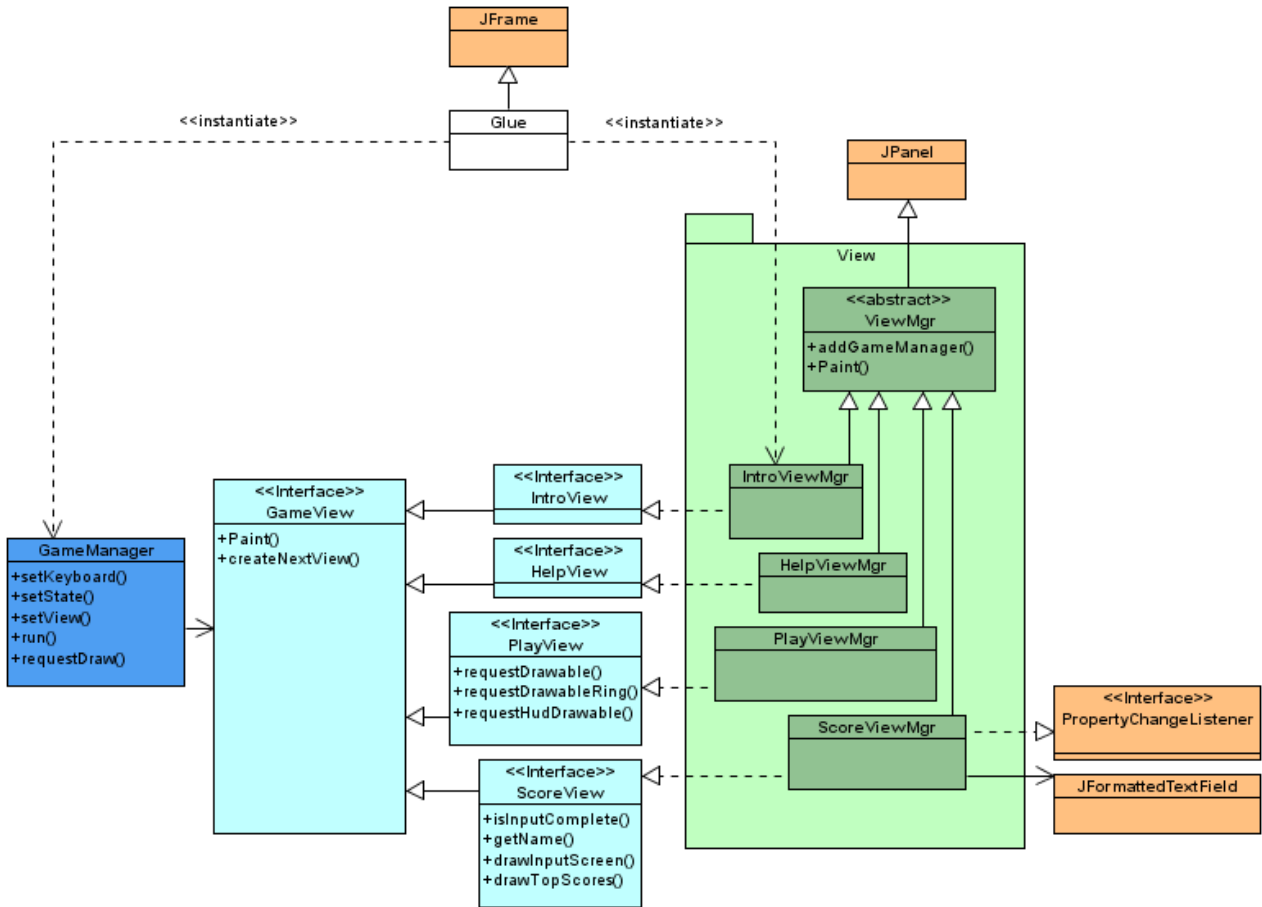 JFrame
<<instantiate>>
Glue
<<instantiate>>
JPanel
View
<<abstract>>
ViewMgr
+addGameManager()
+Paint()
IntroViewMgr
HelpViewMgr
PlayViewMgr
ScoreViewMgr
<<Interface>>
IntroView
<<Interface>>
HelpView
<<Interface>>
PlayView
+requestDrawable()
+requestDrawableRing()
+requestHudDrawable()
<<Interface>>
ScoreView
+isInputComplete()
+getName()
+drawInputScreen()
+drawTopScores()
<<Interface>>
GameView
+Paint()
+createNextView()
GameManager
+setKeyboard()
+setState()
+setView()
+run()
+requestDraw()
<<Interface>>
PropertyChangeListener
JFormattedTextField